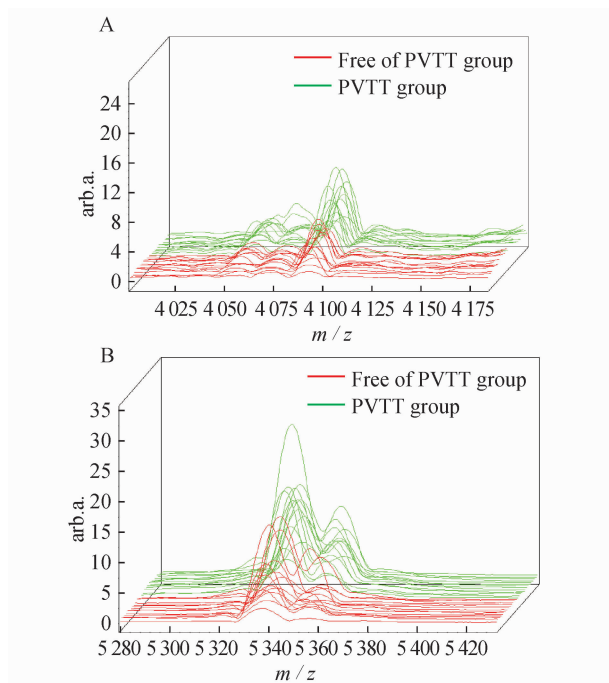 A
Free of PVTT group
PVTT group
24
20
16
12
8
4
0
arb.a.
4 025 4 050 4 075 4 100 4 125 4 150 4 175
m / z
B
Free of PVTT group
PVTT group
35
30
25
20
15
10
5
0
arb.a.
5 280 5 300 5 320 5 340 5 360 5 380 5 400 5 420
m / z